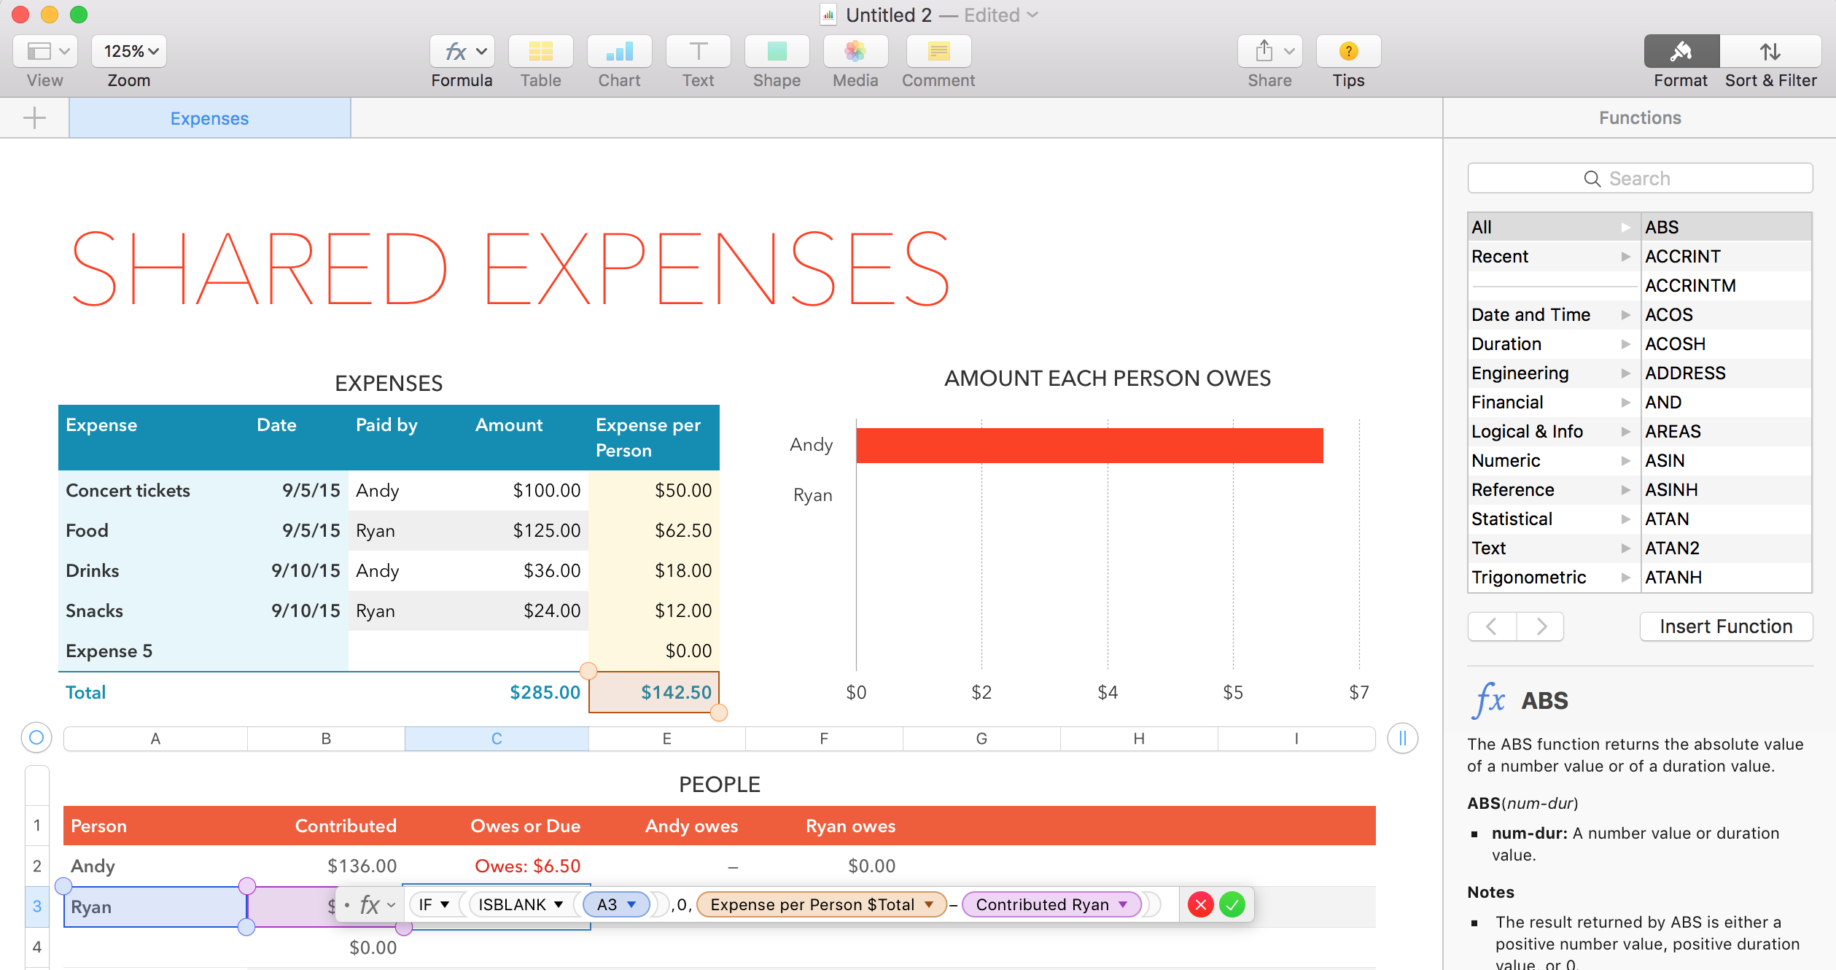 Untitled 2 — Edited
125%
View
Zoom
fx
Formula
Table
Chart
T
Text
Shape
Media
Comment
Share
?
Tips
Format
Sort & Filter
+
Expenses
Functions
SHARED EXPENSES
EXPENSES
Expense Date Paid by Amount Expense per
Person
Concert tickets 9/5/15 Andy $100.00 $50.00
Food 9/5/15 Ryan $125.00 $62.50
Drinks 9/10/15 Andy $36.00 $18.00
Snacks 9/10/15 Ryan $24.00 $12.00
Expense 5 $0.00
Total $285.00 $142.50
AMOUNT EACH PERSON OWES
Andy
Ryan
$0 $2 $4 $5 $7
A B C E F G H I
PEOPLE
1 Person Contributed Owes or Due Andy owes Ryan owes
2 Andy $136.00 Owes: $6.50 – $0.00
3 Ryan $ • fx IF ISBLANK A3 ,0, Expense per Person $Total – Contributed Ryan
4 $0.00
Search
All ABS
Recent ACCRINT
ACCRINTM
Date and Time ACOS
Duration ACOSH
Engineering ADDRESS
Financial AND
Logical & Info AREAS
Numeric ASIN
Reference ASINH
Statistical ATAN
Text ATAN2
Trigonometric ATANH
Insert Function
fx ABS
The ABS function returns the absolute value
of a number value or of a duration value.
ABS(num-dur)
▪ num-dur: A number value or duration
value.
Notes
▪ The result returned by ABS is either a
positive number value, positive duration
value, or 0.